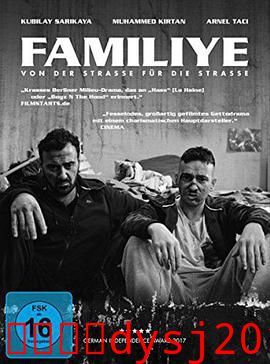 KUBILAY SARIKAYA
MUHAMMED KIRTAN
ARNEL TACI
FAMILIYE
VON DER STRASSE FÜR DIE STRASSE
„Krasses Berliner Milieu-Drama, das an „Hass" [La Haine]
oder „Boyz N The Hood" erinnert."
FILMSTARTS.de
„Fesselndes, großartig gefilmtes Gettodrama
mit einem charismatischen Hauptdarsteller."
CINEMA
FSK
ab
16
dysj20
GERMAN INDEPENDENCE AWARD 2017